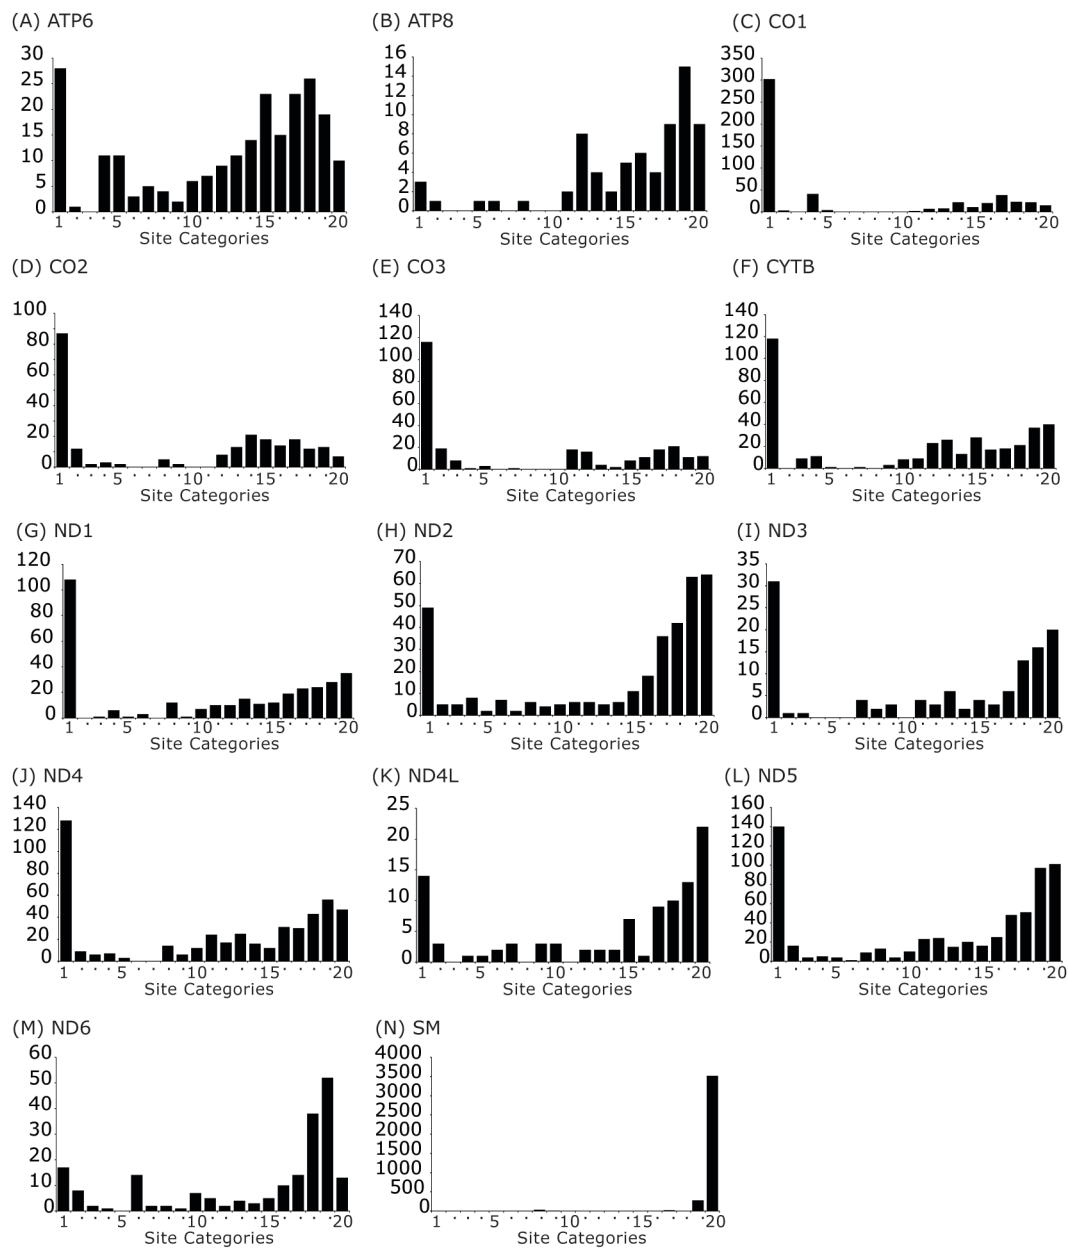 (A) ATP6
(B) ATP8
(C) CO1
30
25
20
15
10
5
0
1 5 10 15 20
Site Categories
16
14
12
10
8
6
4
2
0
1 5 10 15 20
Site Categories
350
300
250
200
150
100
50
0
1 5 10 15 20
Site Categories
(D) CO2
(E) CO3
(F) CYTB
100
80
60
40
20
0
1 5 10 15 20
Site Categories
140
120
100
80
60
40
20
0
1 5 10 15 20
Site Categories
140
120
100
80
60
40
20
0
1 5 10 15 20
Site Categories
(G) ND1
(H) ND2
(I) ND3
120
100
80
60
40
20
0
1 5 10 15 20
Site Categories
70
60
50
40
30
20
10
0
1 5 10 15 20
Site Categories
35
30
25
20
15
10
5
0
1 5 10 15 20
Site Categories
(J) ND4
(K) ND4L
(L) ND5
140
120
100
80
60
40
20
0
1 5 10 15 20
Site Categories
25
20
15
10
5
0
1 5 10 15 20
Site Categories
160
140
120
100
80
60
40
20
0
1 5 10 15 20
Site Categories
(M) ND6
(N) SM
60
50
40
30
20
10
0
1 5 10 15 20
Site Categories
4000
3500
3000
2500
2000
1500
1000
500
0
1 5 10 15 20
Site Categories